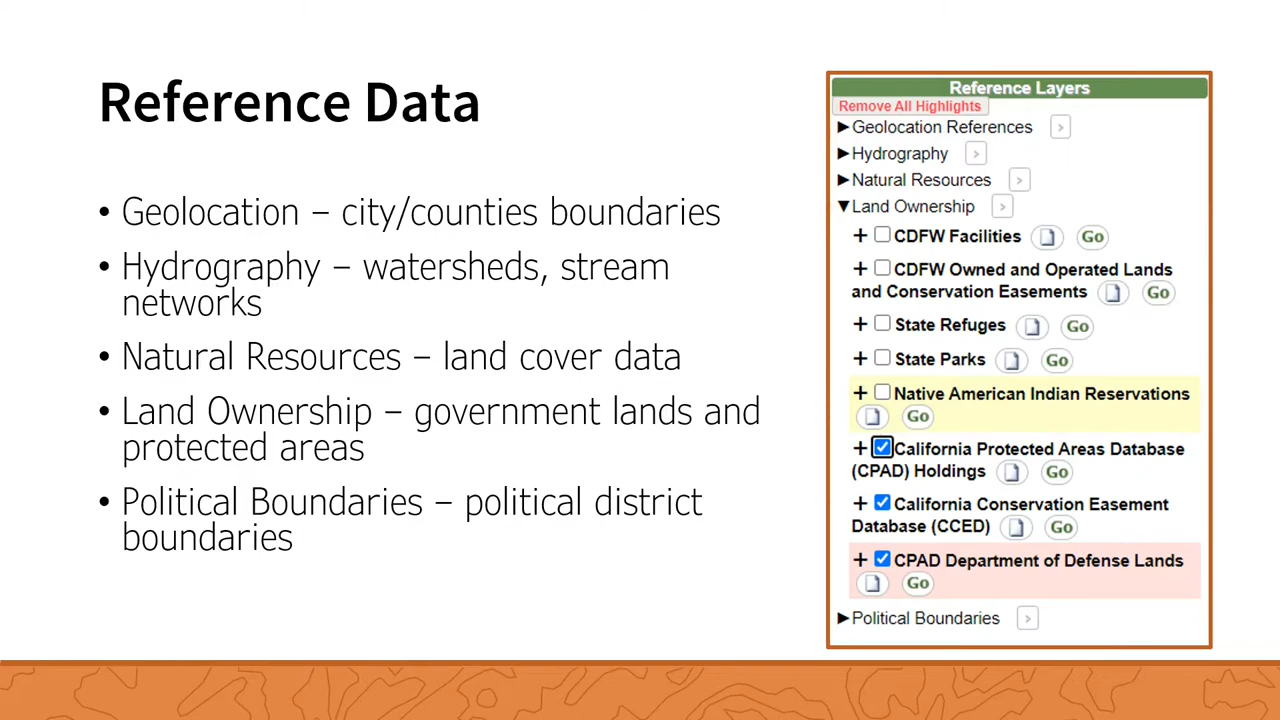 Reference Data
• Geolocation – city/counties boundaries
• Hydrography – watersheds, stream
networks
• Natural Resources – land cover data
• Land Ownership – government lands and
protected areas
• Political Boundaries – political district
boundaries
Reference Layers
Remove All Highlights
Geolocation References
Hydrography
Natural Resources
Land Ownership
CDFW Facilities Go
CDFW Owned and Operated Lands
and Conservation Easements Go
State Refuges Go
State Parks Go
Native American Indian Reservations
Go
California Protected Areas Database
(CPAD) Holdings Go
California Conservation Easement
Database (CCED) Go
CPAD Department of Defense Lands
Go
Political Boundaries